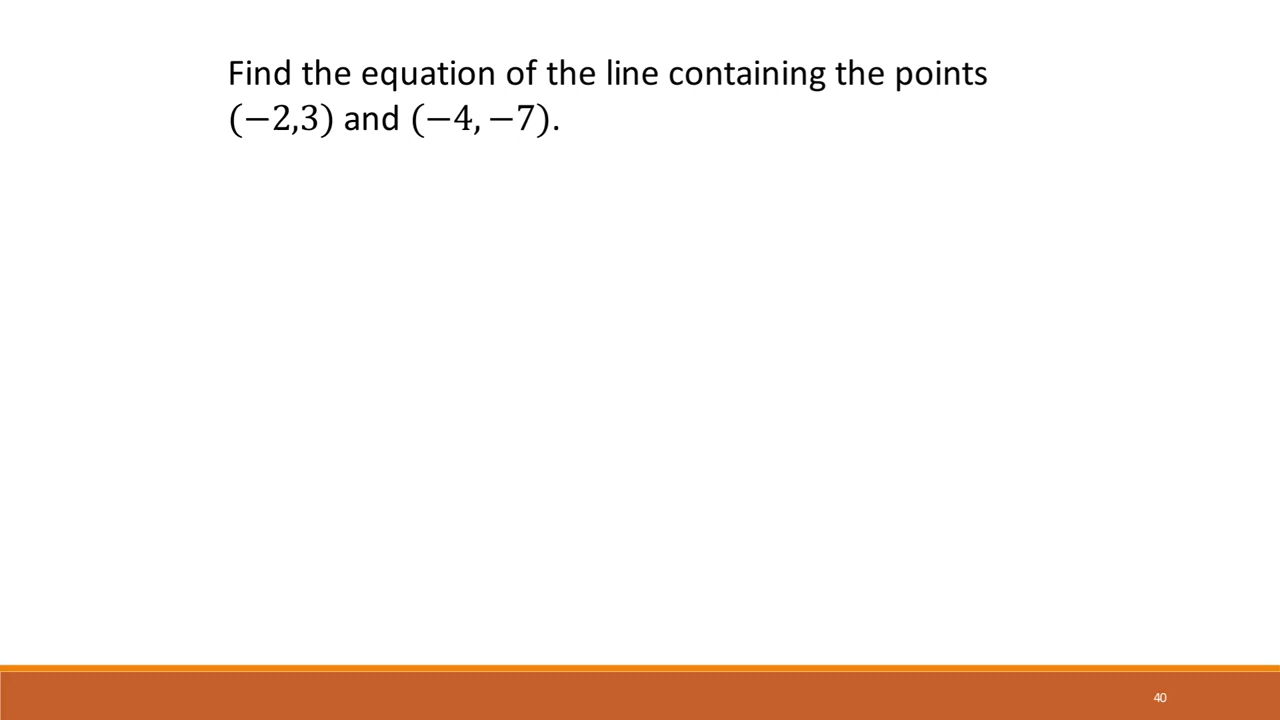 Find the equation of the line containing the points
(−2,3) and (−4, −7).
40